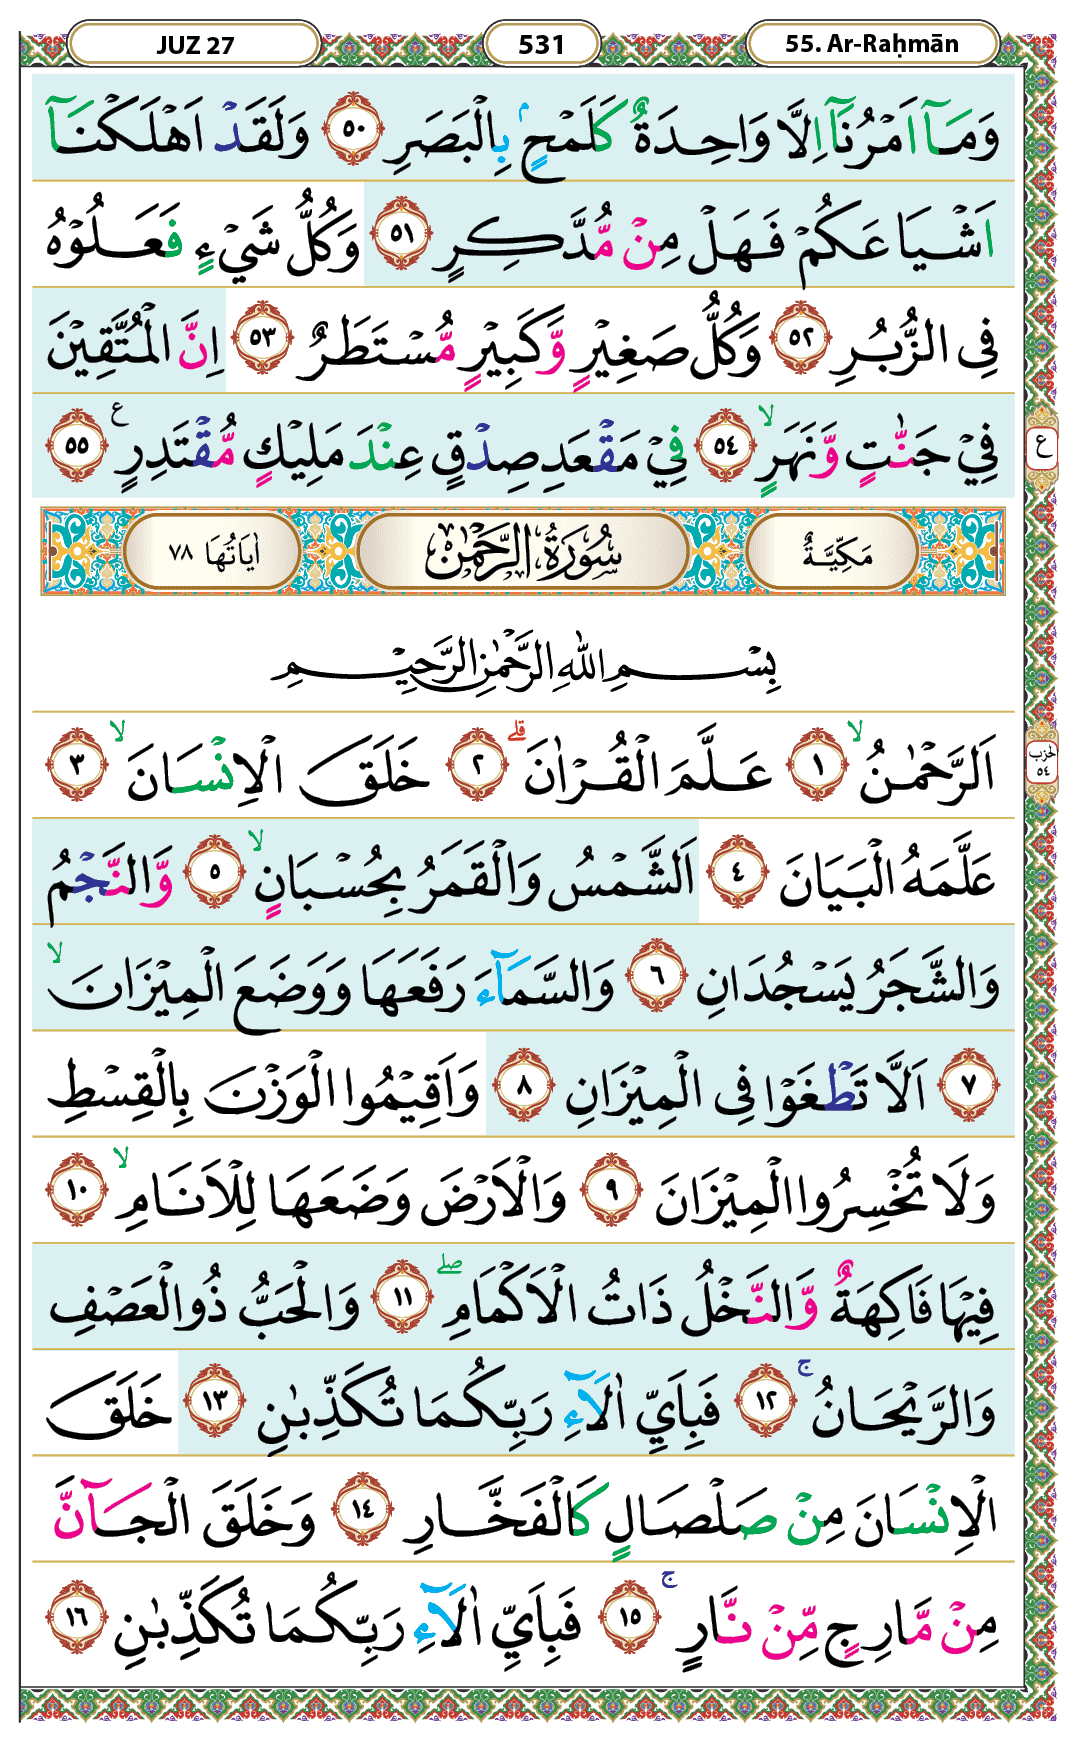 JUZ 27 531 55. Ar-Raḥmān
وَمَآ اَمْرُنَآ اِلَّا وَاحِدَةٌ كَلَمْحٍۢ بِالْبَصَرِ ۝٥٠ وَلَقَدْ اَهْلَكْنَآ
اَشْيَاعَكُمْ فَهَلْ مِنْ مُّدَّكِرٍ ۝٥١ وَكُلُّ شَيْءٍ فَعَلُوْهُ
فِى الزُّبُرِ ۝٥٢ وَكُلُّ صَغِيْرٍ وَّكَبِيْرٍ مُّسْتَطَرٌ ۝٥٣ اِنَّ الْمُتَّقِيْنَ
فِيْ جَنّٰتٍ وَّنَهَرٍۙ ۝٥٤ فِيْ مَقْعَدِ صِدْقٍ عِنْدَ مَلِيْكٍ مُّقْتَدِرٍ ࣖ ۝٥٥
ع
مَكِّيَّةٌ سُوْرَةُ الرَّحْمٰنِ اٰيَاتُهَا ٧٨
بِسْمِ اللّٰهِ الرَّحْمٰنِ الرَّحِيْمِ
اَلرَّحْمٰنُۙ ۝١ عَلَّمَ الْقُرْاٰنَۗ ۝٢ خَلَقَ الْاِنْسَانَۙ ۝٣
حزب ٥٤
عَلَّمَهُ الْبَيَانَ ۝٤ اَلشَّمْسُ وَالْقَمَرُ بِحُسْبَانٍۙ ۝٥ وَّالنَّجْمُ
وَالشَّجَرُ يَسْجُدَانِ ۝٦ وَالسَّمَآءَ رَفَعَهَا وَوَضَعَ الْمِيْزَانَۙ
۝٧ اَلَّا تَطْغَوْا فِى الْمِيْزَانِ ۝٨ وَاَقِيْمُوا الْوَزْنَ بِالْقِسْطِ
وَلَا تُخْسِرُوا الْمِيْزَانَ ۝٩ وَالْاَرْضَ وَضَعَهَا لِلْاَنَامِۙ ۝١٠
فِيْهَا فَاكِهَةٌ وَّالنَّخْلُ ذَاتُ الْاَكْمَامِۖ ۝١١ وَالْحَبُّ ذُو الْعَصْفِ
وَالرَّيْحَانُۚ ۝١٢ فَبِاَيِّ اٰلَآءِ رَبِّكُمَا تُكَذِّبٰنِ ۝١٣ خَلَقَ
الْاِنْسَانَ مِنْ صَلْصَالٍ كَالْفَخَّارِ ۝١٤ وَخَلَقَ الْجَآنَّ
مِنْ مَّارِجٍ مِّنْ نَّارٍۚ ۝١٥ فَبِاَيِّ اٰلَآءِ رَبِّكُمَا تُكَذِّبٰنِ ۝١٦